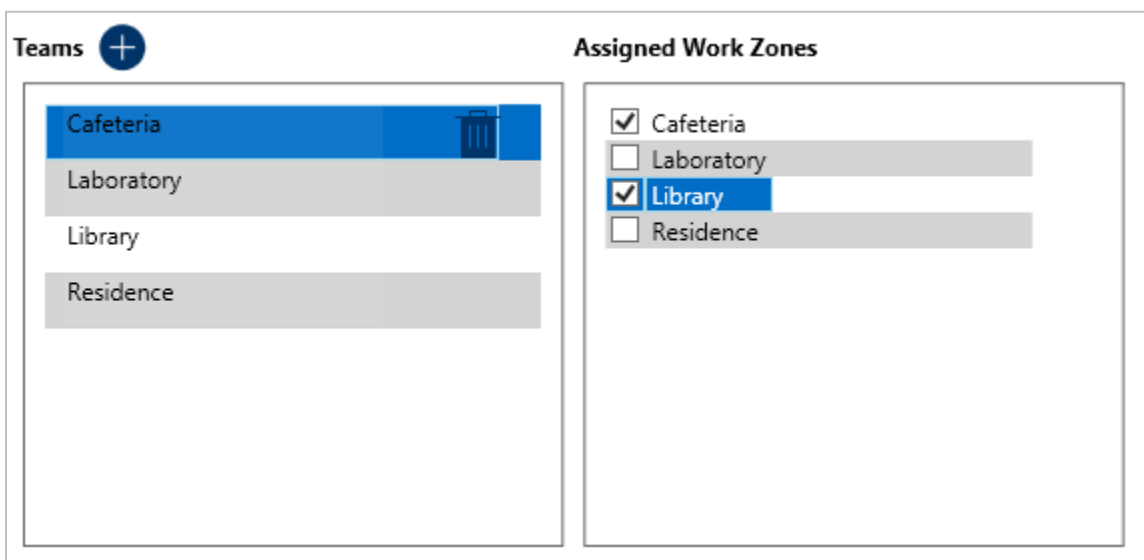 Teams
Cafeteria
Laboratory
Library
Residence
Assigned Work Zones
Cafeteria
Laboratory
Library
Residence